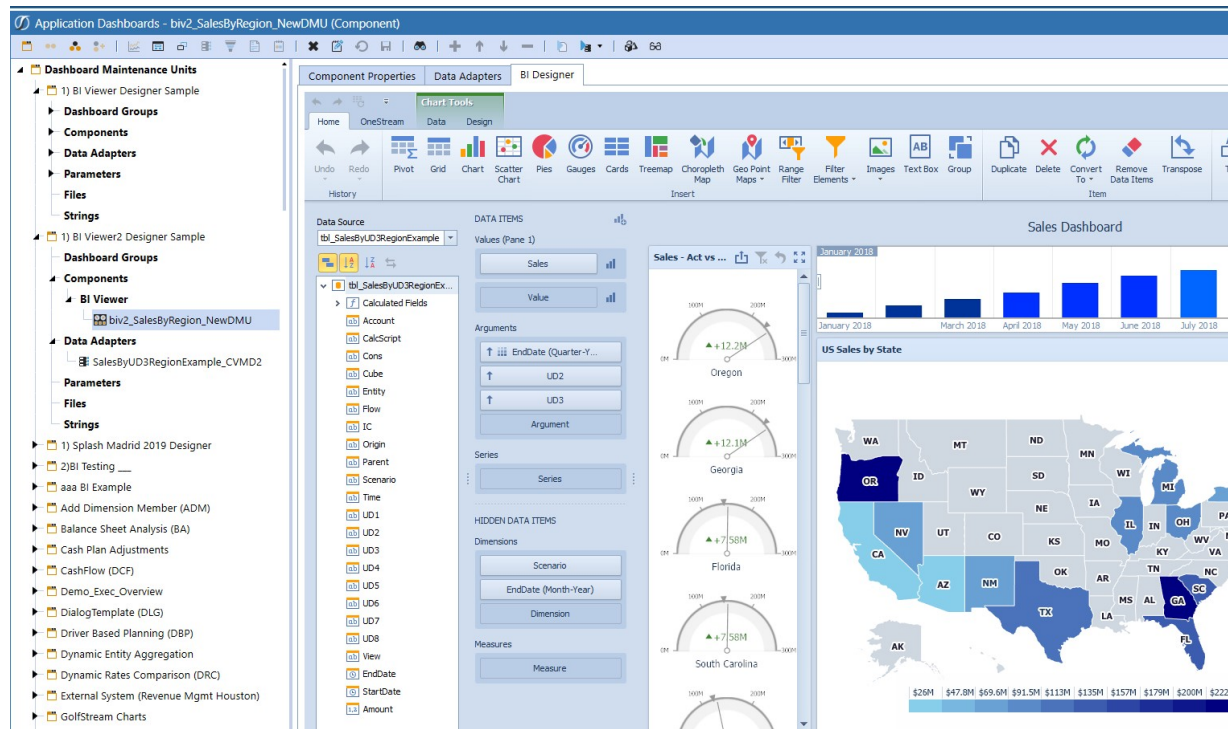 Application Dashboards - biv2_SalesByRegion_NewDMU (Component)
Dashboard Maintenance Units
1) BI Viewer Designer Sample
Dashboard Groups
Components
Data Adapters
Parameters
Files
Strings
1) BI Viewer2 Designer Sample
Dashboard Groups
Components
BI Viewer
biv2_SalesByRegion_NewDMU
Data Adapters
SalesByUD3RegionExample_CVMD2
Parameters
Files
Strings
1) Splash Madrid 2019 Designer
2)BI Testing __
aaa BI Example
Add Dimension Member (ADM)
Balance Sheet Analysis (BA)
Cash Plan Adjustments
CashFlow (DCF)
Demo_Exec_Overview
DialogTemplate (DLG)
Driver Based Planning (DBP)
Dynamic Entity Aggregation
Dynamic Rates Comparison (DRC)
External System (Revenue Mgmt Houston)
GolfStream Charts
Component Properties Data Adapters BI Designer
Chart Tools
Home OneStream Data Design
Undo Redo Pivot Grid Chart Scatter Chart Pies Gauges Cards Treemap Choropleth Map Geo Point Maps Range Filter Filter Elements Images Text Box Group Duplicate Delete Convert To Remove Data Items Transpose
History Insert Item
Data Source
tbl_SalesByUD3RegionExample
tbl_SalesByUD3RegionEx...
Calculated Fields
Account
CalcScript
Cons
Cube
Entity
Flow
IC
Origin
Parent
Scenario
Time
UD1
UD2
UD3
UD4
UD5
UD6
UD7
UD8
View
EndDate
StartDate
Amount
DATA ITEMS
Values (Pane 1)
Sales
Value
Arguments
EndDate (Quarter-Y...
UD2
UD3
Argument
Series
Series
HIDDEN DATA ITEMS
Dimensions
Scenario
EndDate (Month-Year)
Dimension
Measures
Measure
Sales - Act vs ...
100M 200M
+12.2M
0M 300M
Oregon
100M 200M
+12.1M
0M 300M
Georgia
100M 200M
+7.58M
0M 300M
Florida
100M 200M
+7.58M
0M 300M
South Carolina
100M 200M
Sales Dashboard
January 2018
January 2018 March 2018 April 2018 May 2018 June 2018 July 2018
US Sales by State
WA MT ND MN
OR ID SD WI MI
WY IA
NE PA
NV UT CO IL IN OH
CA KS MO WV VA
KY
AZ NM OK AR TN NC
MS AL GA SC
TX LA
FL
AK
$26M $47.8M $69.6M $91.5M $113M $135M $157M $179M $200M $222